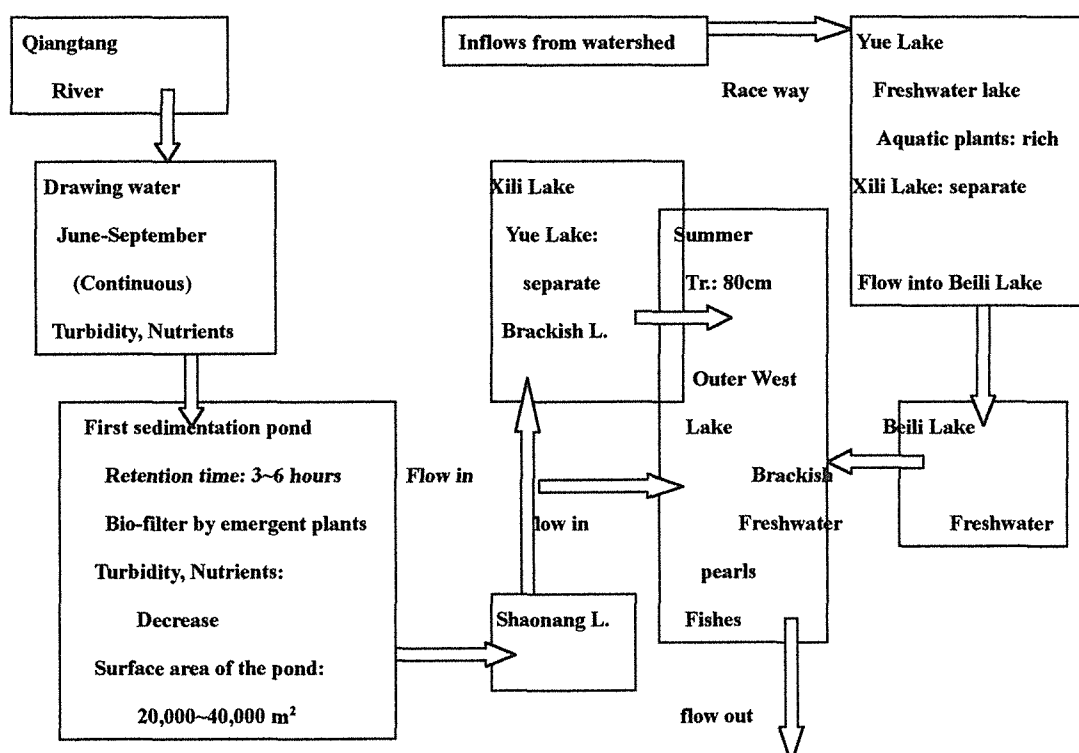 Qiangtang
River
Drawing water
June-September
(Continuous)
Turbidity, Nutrients
First sedimentation pond
Retention time: 3~6 hours
Bio-filter by emergent plants
Turbidity, Nutrients:
Decrease
Surface area of the pond:
20,000~40,000 m²
Flow in
Shaonang L.
low in
Xili Lake
Yue Lake:
separate
Brackish L.
Summer
Tr.: 80cm
Outer West
Lake
Brackish
Freshwater
pearls
Fishes
flow out
Inflows from watershed
Race way
Yue Lake
Freshwater lake
Aquatic plants: rich
Xili Lake: separate
Flow into Beili Lake
Beili Lake
Freshwater